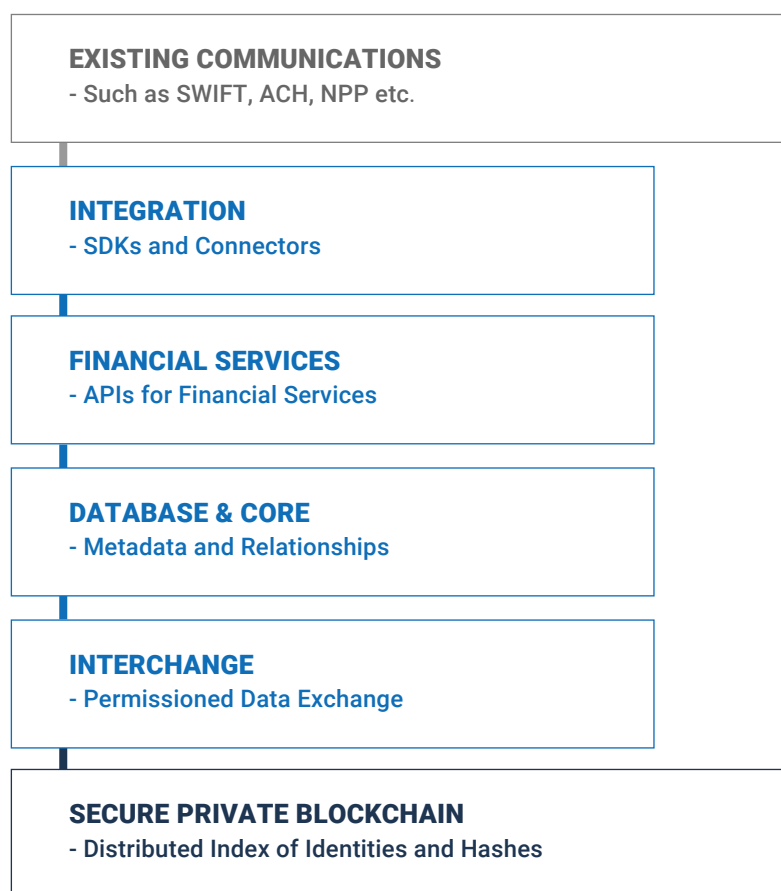 EXISTING COMMUNICATIONS
- Such as SWIFT, ACH, NPP etc.
INTEGRATION
- SDKs and Connectors
FINANCIAL SERVICES
- APIs for Financial Services
DATABASE & CORE
- Metadata and Relationships
INTERCHANGE
- Permissioned Data Exchange
SECURE PRIVATE BLOCKCHAIN
- Distributed Index of Identities and Hashes